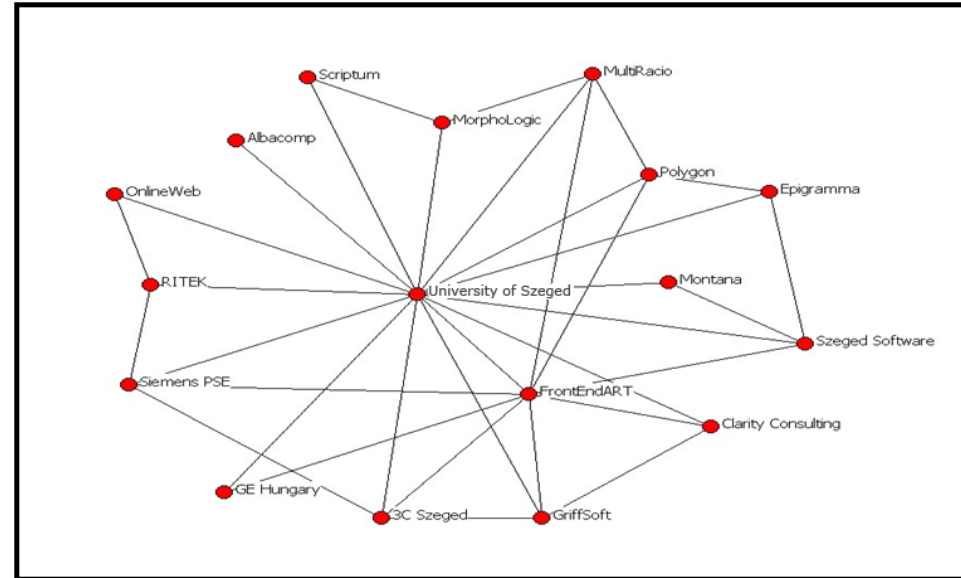 Scriptum
MultiRacio
MorphoLogic
Albacomp
Polygon
OnlineWeb
Epigramma
RITEK
Montana
University of Szeged
Szeged Software
Siemens PSE
FrontEndART
Clarity Consulting
GE Hungary
3C Szeged
GriffSoft